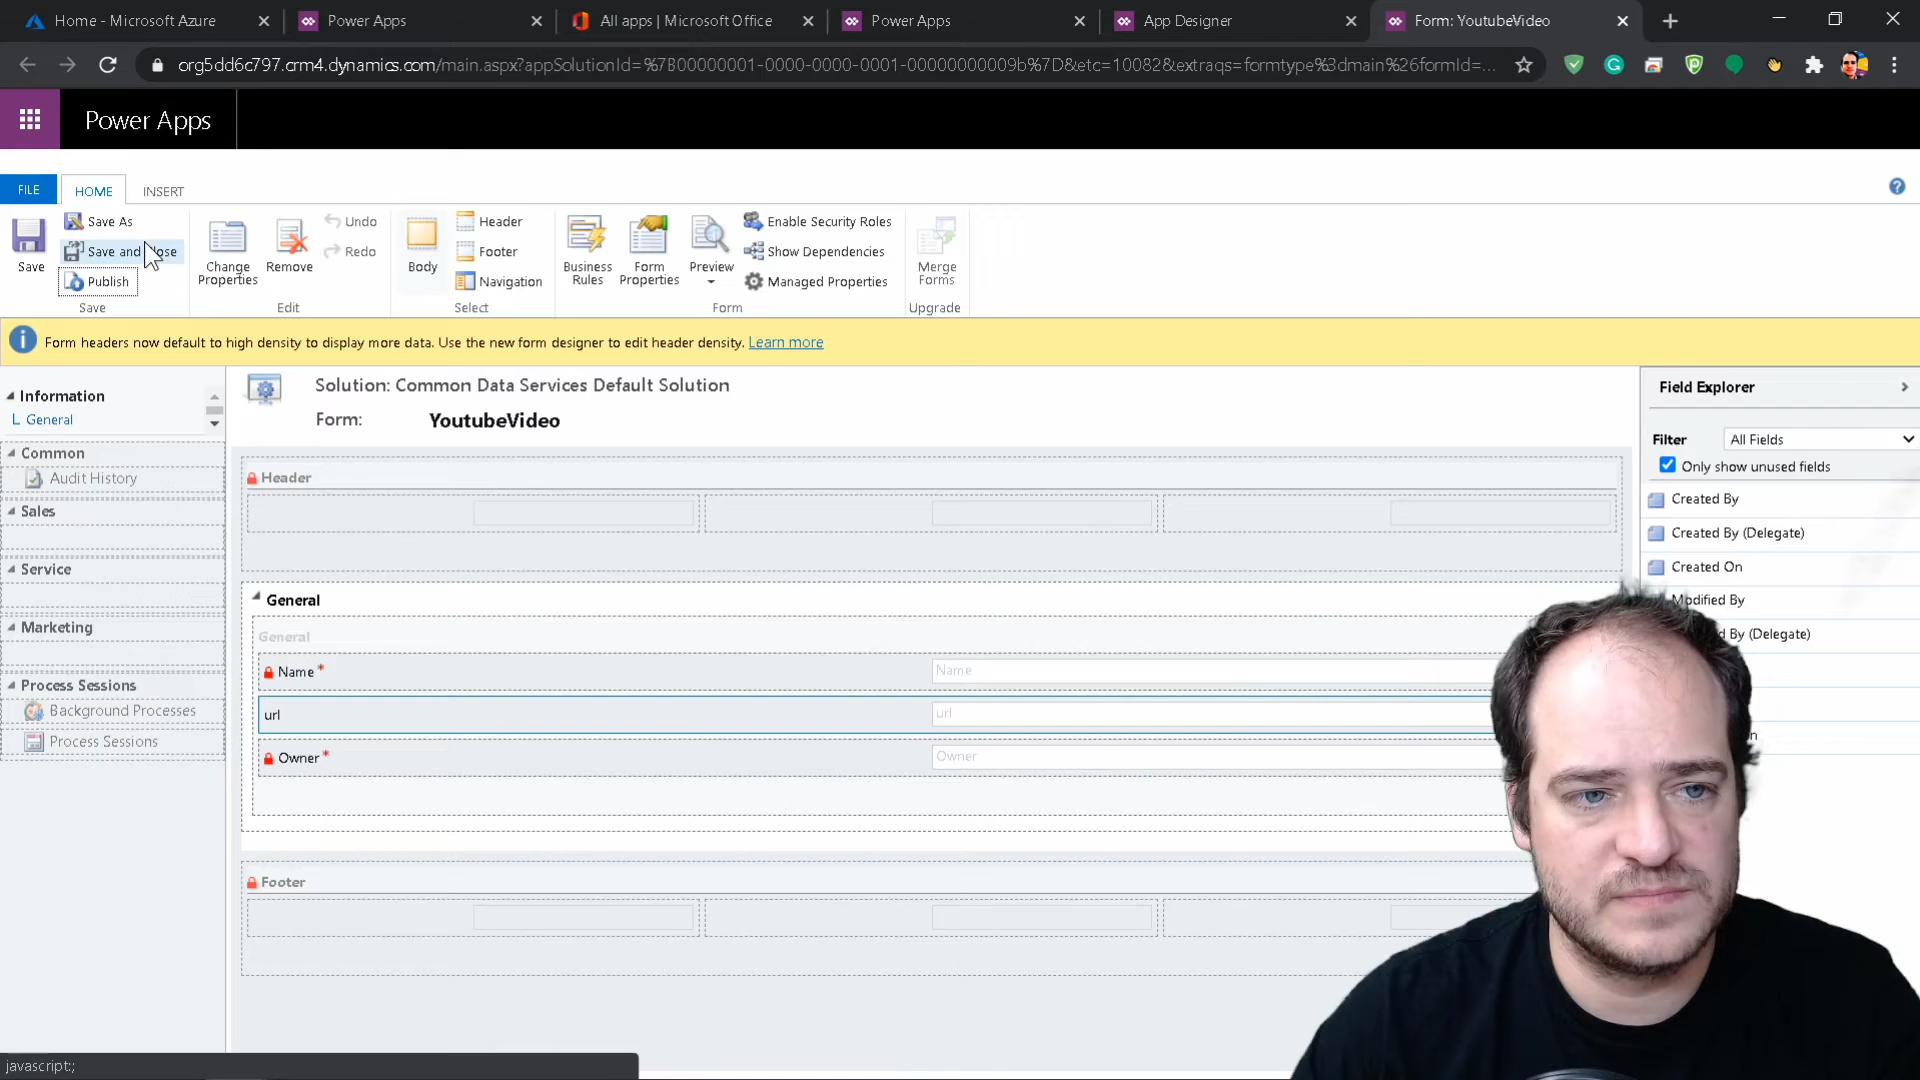 Home - Microsoft Azure
Power Apps
All apps | Microsoft Office
Power Apps
App Designer
Form: YoutubeVideo
org5dd6c797.crm4.dynamics.com/main.aspx?appSolutionId=%7B00000001-0000-0000-0001-00000000009b%7D&etc=10082&extraqs=formtype%3dmain%26formId=...
Power Apps
FILE
HOME
INSERT
Save
Save As
Save and
Publish
Save
Change Properties
Remove
Undo
Redo
Edit
Body
Header
Footer
Navigation
Select
Business Rules
Form Properties
Preview
Enable Security Roles
Show Dependencies
Managed Properties
Form
Merge Forms
Upgrade
Form headers now default to high density to display more data. Use the new form designer to edit header density. Learn more
Information
General
Common
Audit History
Sales
Service
Marketing
Process Sessions
Background Processes
Process Sessions
Solution: Common Data Services Default Solution
Form: YoutubeVideo
Header
General
General
Name *
Name
url
url
Owner *
Owner
Footer
Field Explorer
Filter
All Fields
Only show unused fields
Created By
Created By (Delegate)
Created On
Modified By
By (Delegate)
javascript:;